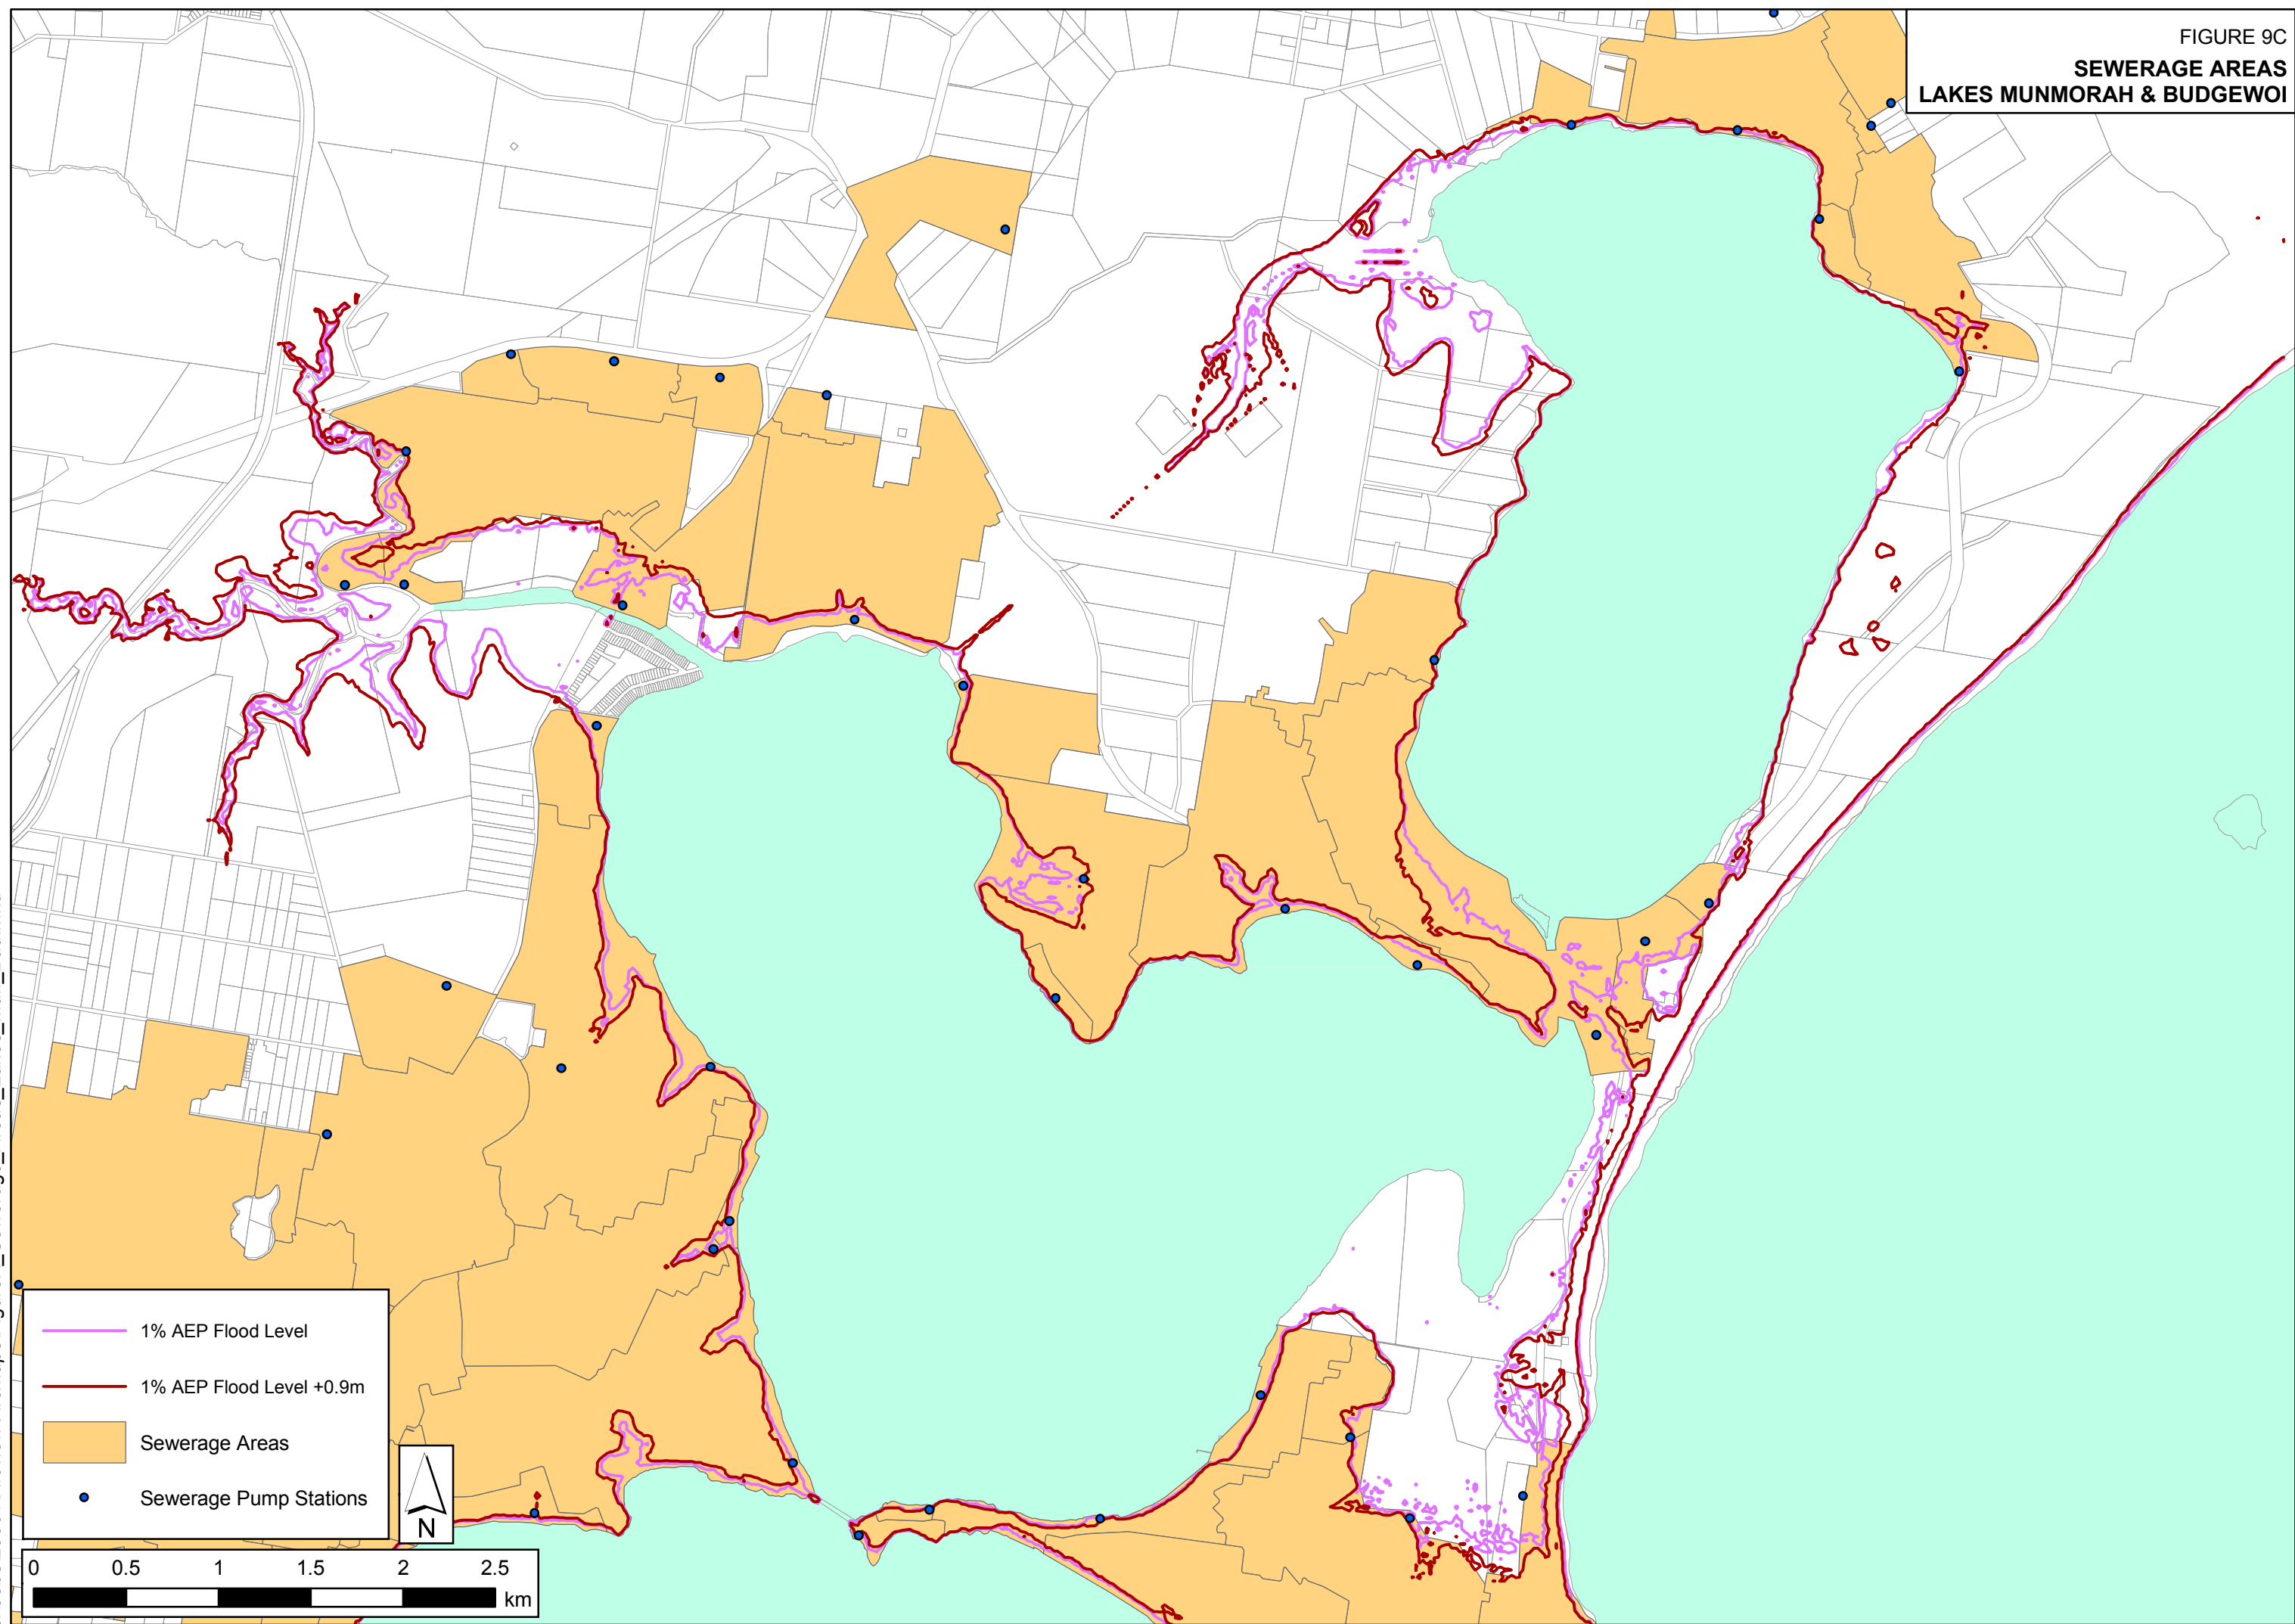 FIGURE 9C
SEWERAGE AREAS
LAKES MUNMORAH & BUDGEWOI
1% AEP Flood Level
1% AEP Flood Level +0.9m
Sewerage Areas
Sewerage Pump Stations
N
0 0.5 1 1.5 2 2.5
km